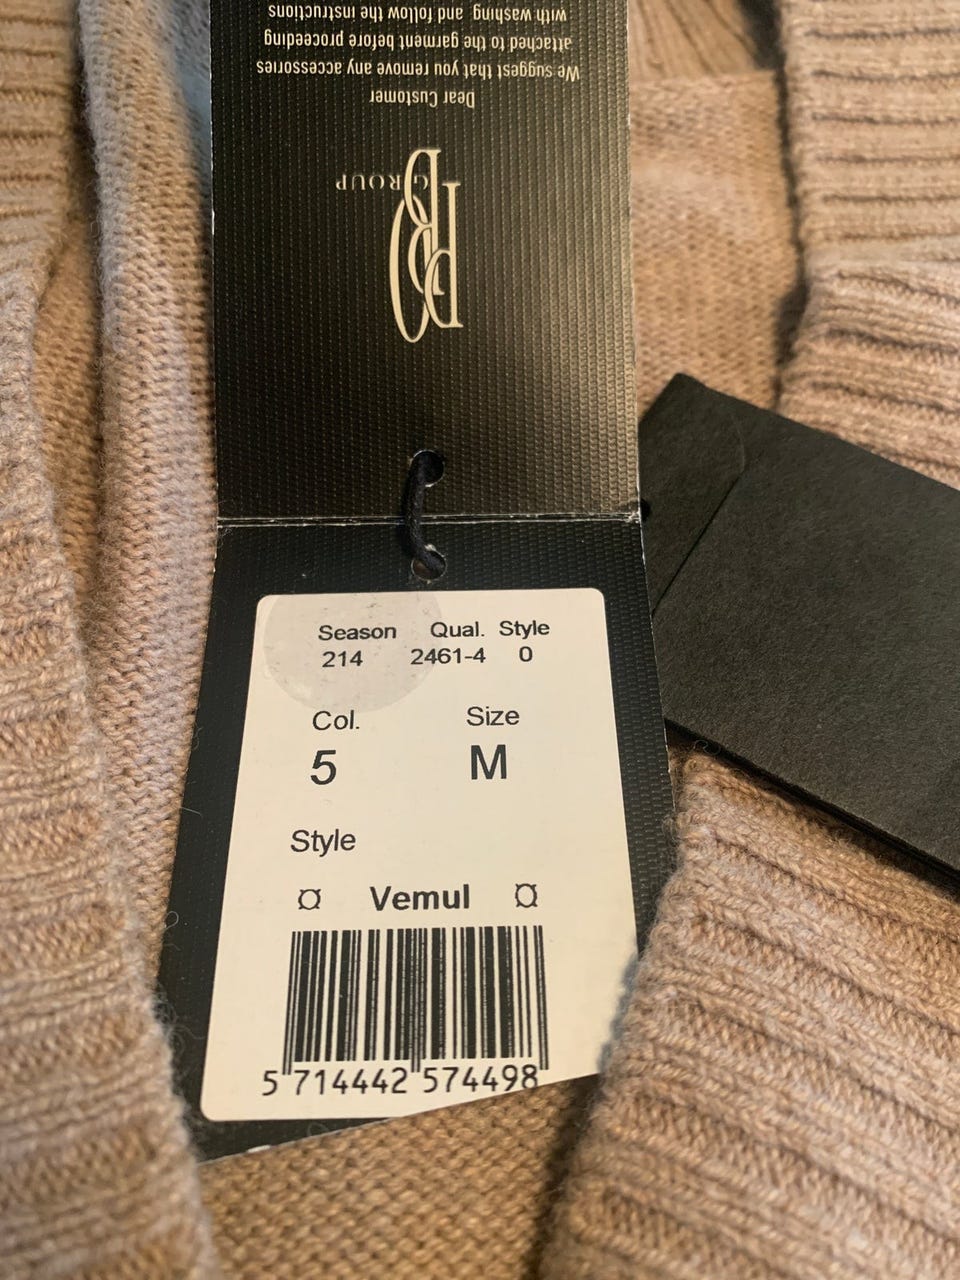 with washing and follow the instructions
attached to the garment before proceeding
We suggest that you remove any accessories
Dear Customer
GROUP
PBO
Season Qual. Style
214 2461-4 0
Col. Size
5 M
Style
¤ Vemul ¤
5 714442 574498